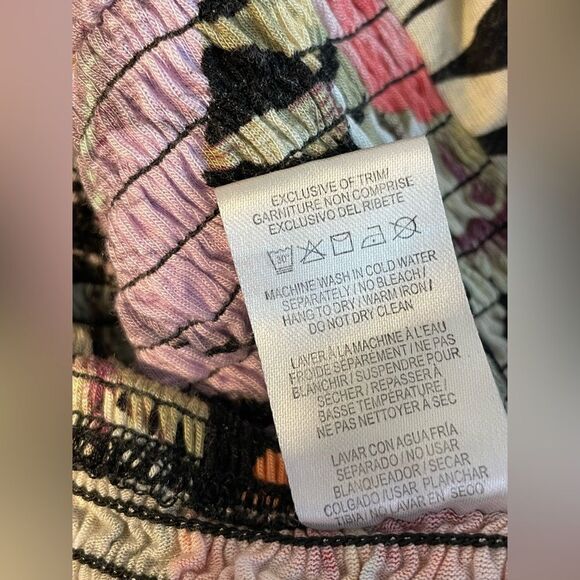 EXCLUSIVE OF TRIM/
GARNITURE NON COMPRISE
EXCLUSIVO DEL RIBETE
30°
MACHINE WASH IN COLD WATER
SEPARATELY / NO BLEACH /
HANG TO DRY / WARM IRON /
DO NOT DRY CLEAN
LAVER À LA MACHINE À L'EAU
FROIDE SÉPARÉMENT / NE PAS
BLANCHIR / SUSPENDRE POUR
SÉCHER / REPASSER À
BASSE TEMPÉRATURE /
NE PAS NETTOYER À SEC
LAVAR CON AGUA FRÍA
SEPARADO / NO USAR
BLANQUEADOR / SECAR
COLGADO /USAR PLANCHAR
TIBIA / NO LAVAR EN SECO